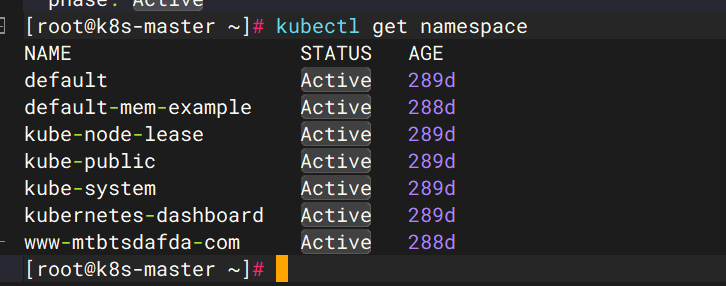 phase: Active
[root@k8s-master ~]# kubectl get namespace
NAME STATUS AGE
default Active 289d
default-mem-example Active 288d
kube-node-lease Active 289d
kube-public Active 289d
kube-system Active 289d
kubernetes-dashboard Active 289d
www-mtbtsdafda-com Active 288d
[root@k8s-master ~]#